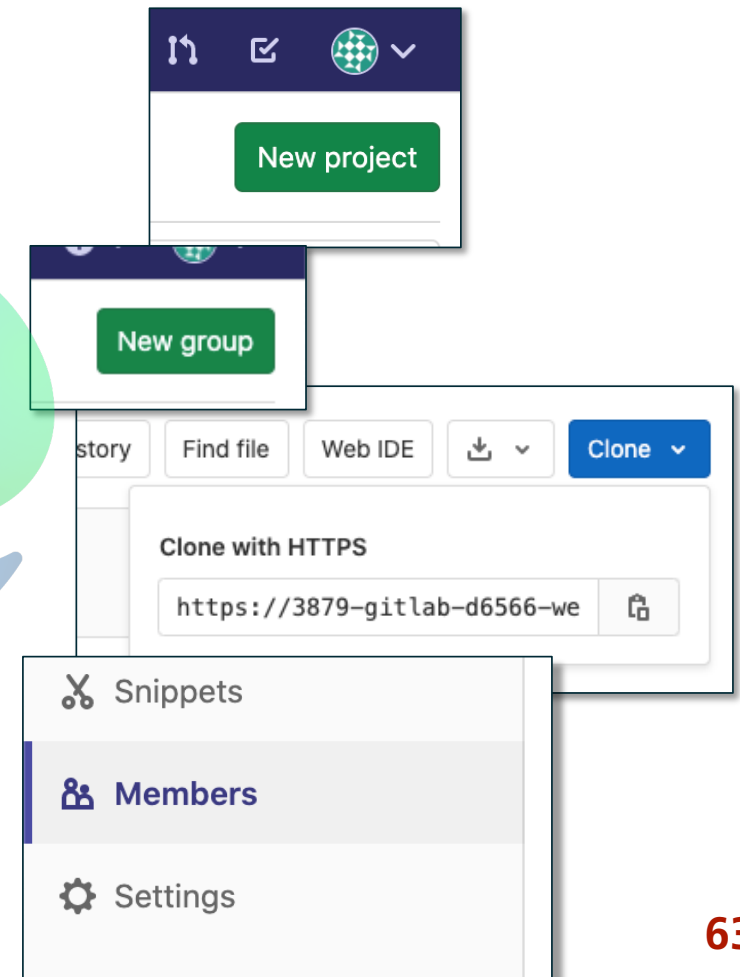 New project
New group
story Find file Web IDE Clone
Clone with HTTPS
https://3879-gitlab-d6566-we
Snippets
Members
Settings
63